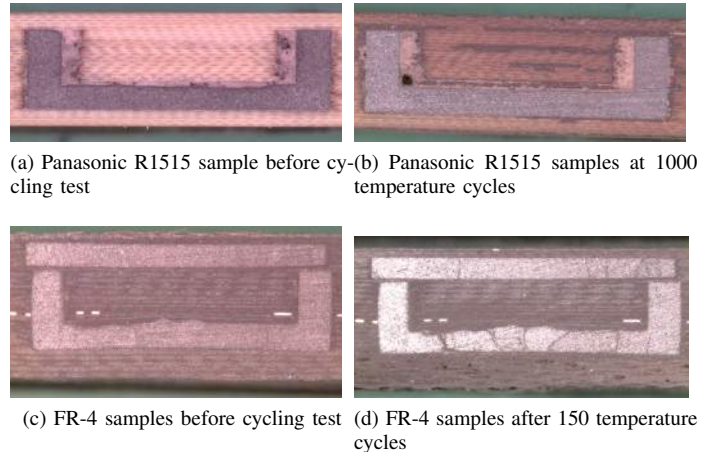 (a) Panasonic R1515 sample before cy-
cling test
(b) Panasonic R1515 samples at 1000
temperature cycles
(c) FR-4 samples before cycling test
(d) FR-4 samples after 150 temperature
cycles